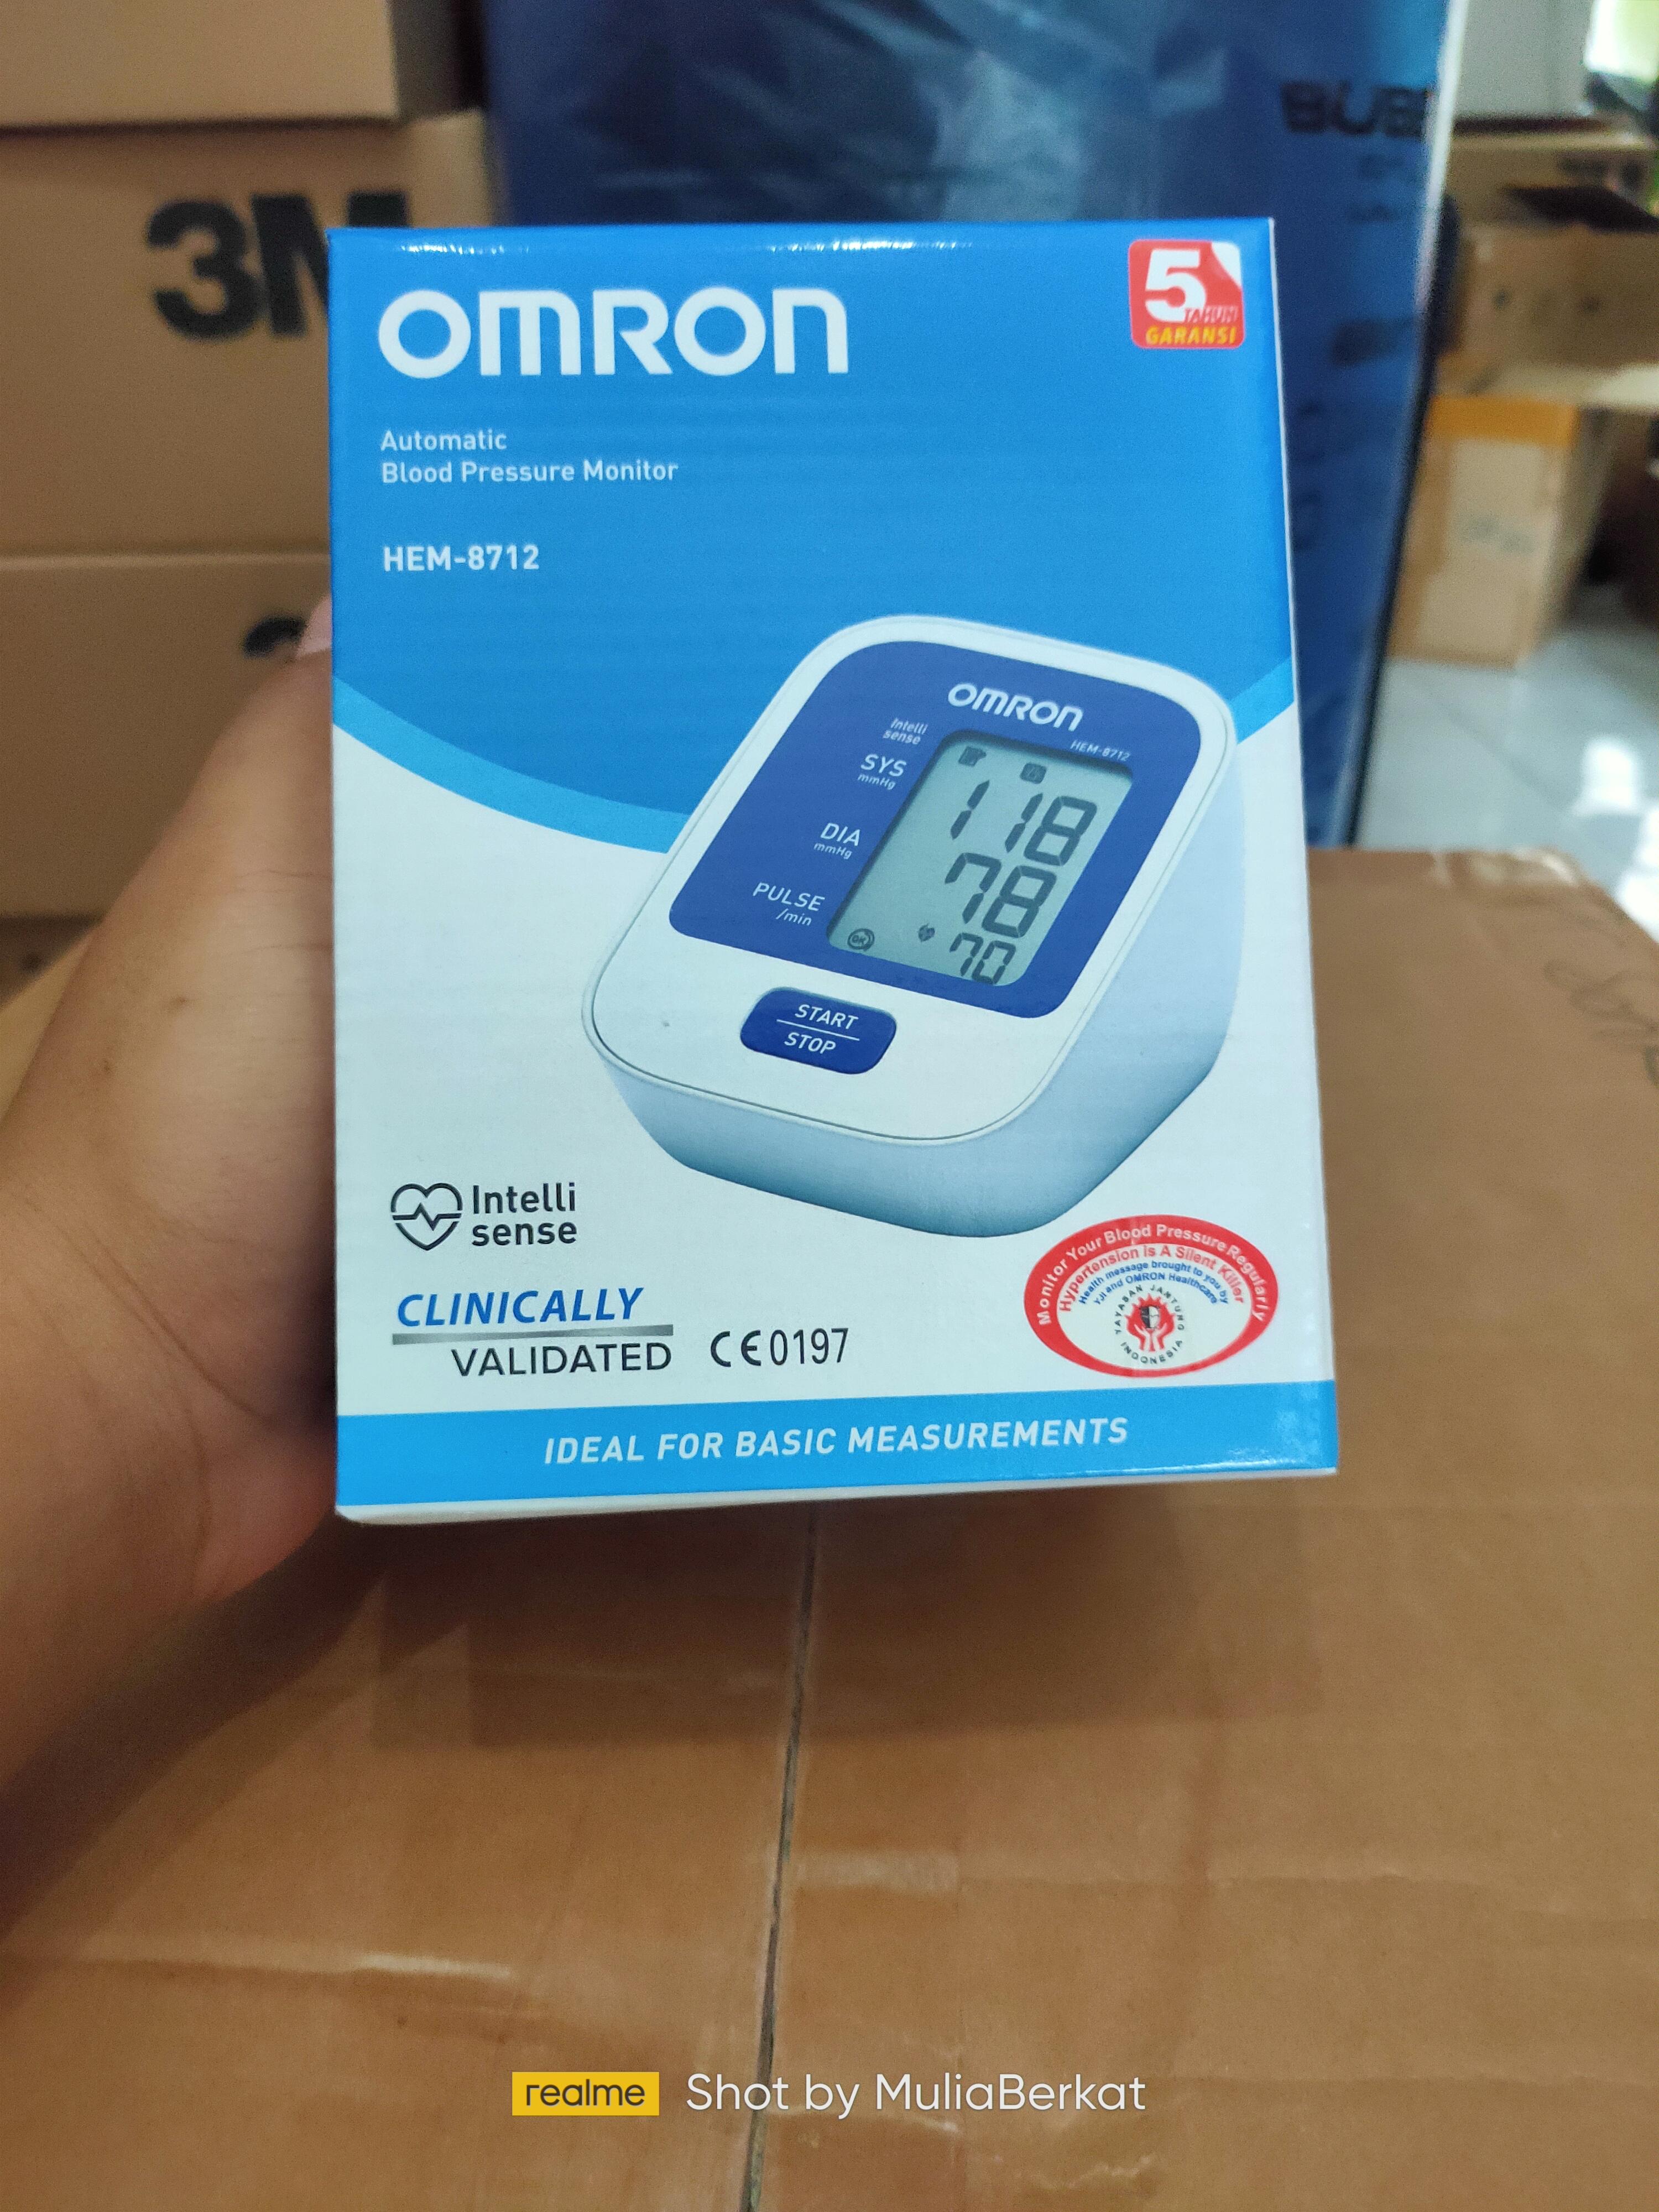 3M
OMRON
5
TAHUN
GARANSI
Automatic
Blood Pressure Monitor
HEM-8712
OMRON
HEM-8712
Intelli
sense
SYS
mmHg
118
DIA
mmHg
78
PULSE
/min
OK
70
START
STOP
Intelli
sense
CLINICALLY
VALIDATED
CE0197
Monitor Your Blood Pressure Regularly
Hypertension is A Silent Killer
Health message brought to you by
YJI and OMRON Healthcare
YAYASAN JANTUNG
INDONESIA
IDEAL FOR BASIC MEASUREMENTS
realme Shot by MuliaBerkat